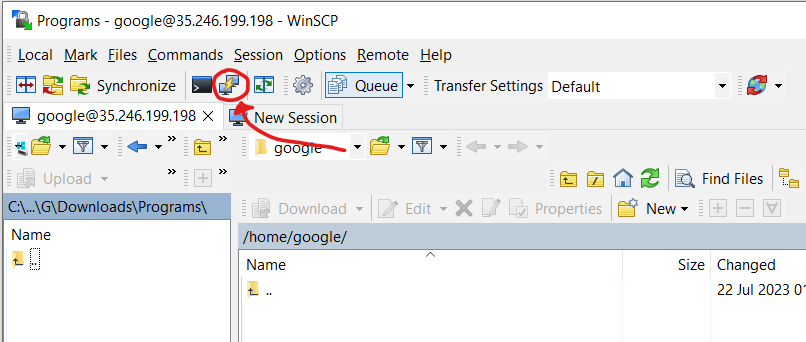 Programs - google@35.246.199.198 - WinSCP
Local Mark Files Commands Session Options Remote Help
Synchronize Queue Transfer Settings Default
google@35.246.199.198 New Session
google
Upload Find Files
C:\...\G\Downloads\Programs\ Download Edit Properties New
Name /home/google/
.. Name Size Changed
.. 22 Jul 2023 01